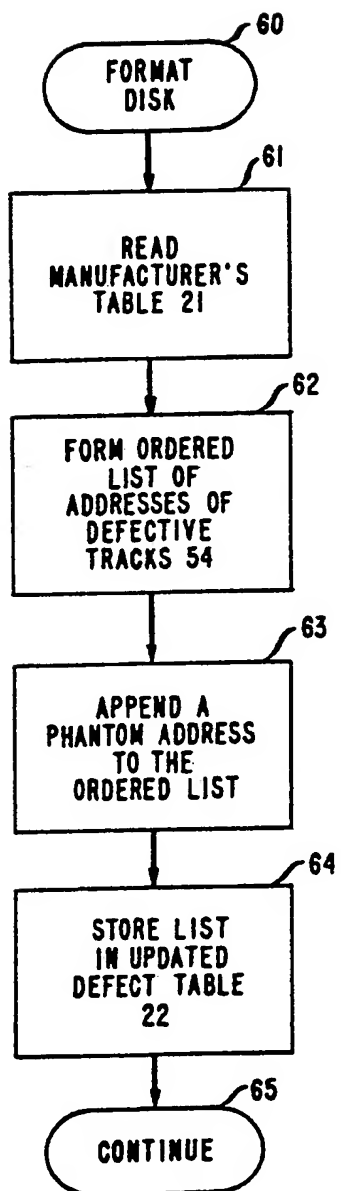 60
FORMAT
DISK
61
READ
MANUFACTURER'S
TABLE 21
62
FORM ORDERED
LIST OF
ADDRESSES OF
DEFECTIVE
TRACKS 54
63
APPEND A
PHANTOM ADDRESS
TO THE
ORDERED LIST
64
STORE LIST
IN UPDATED
DEFECT TABLE
22
65
CONTINUE